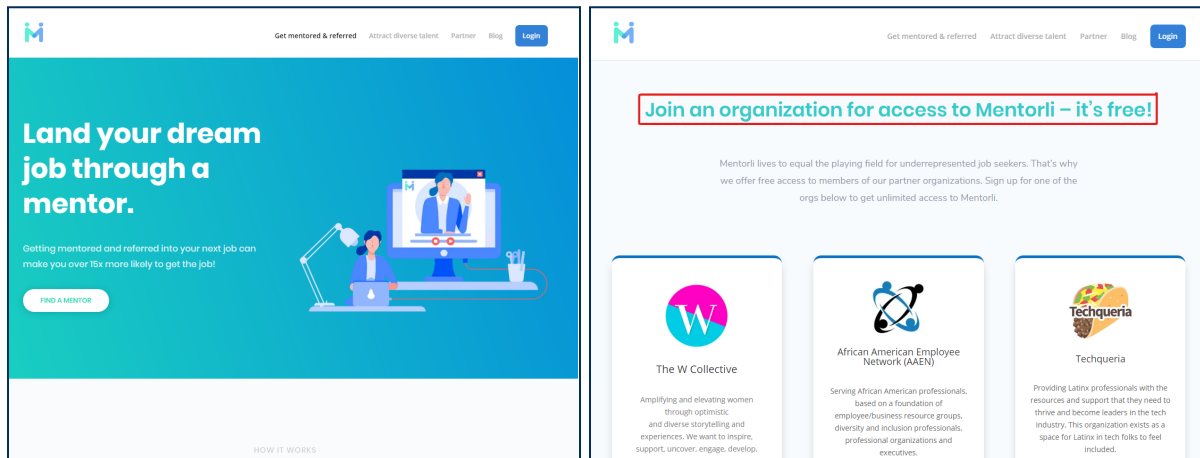 Get mentored & referred Attract diverse talent Partner Blog Login
Land your dream
job through a
mentor.
Getting mentored and referred into your next job can
make you over 15x more likely to get the job!
FIND A MENTOR
HOW IT WORKS
Get mentored & referred Attract diverse talent Partner Blog Login
Join an organization for access to Mentorli – it's free!
Mentorli lives to equal the playing field for underrepresented job seekers. That's why
we offer free access to members of our partner organizations. Sign up for one of the
orgs below to get unlimited access to Mentorli.
W
The W Collective
Amplifying and elevating women
through optimistic
and diverse storytelling and
experiences. We want to inspire,
support, uncover, engage, develop,
African American Employee
Network (AAEN)
Serving African American professionals,
based on a foundation of
employee/business resource groups,
diversity and inclusion professionals,
professional organizations and
executives.
Techqueria
Techqueria
Providing Latinx professionals with the
resources and support that they need to
thrive and become leaders in the tech
industry. This organization exists as a
space for Latinx in tech folks to feel
included.